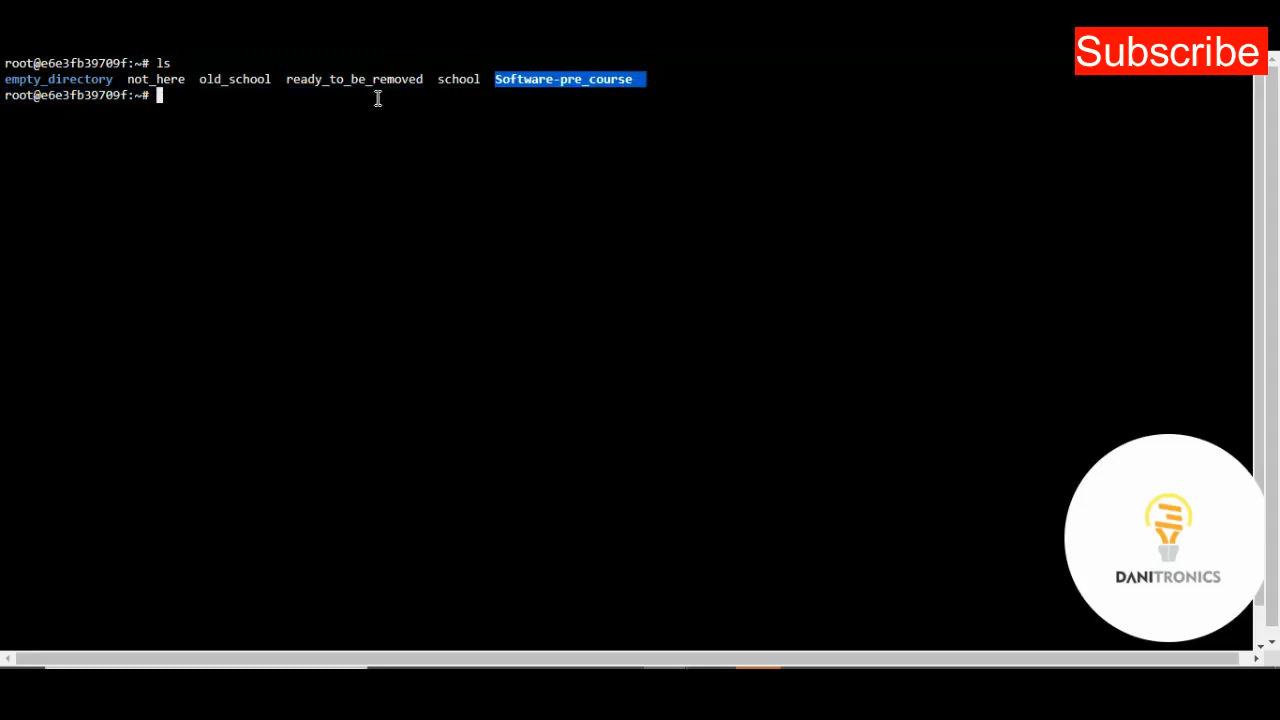 Subscribe
root@e6e3fb39709f:~# ls
empty_directory  not_here  old_school  ready_to_be_removed  school  Software-pre_course
root@e6e3fb39709f:~#
DANITRONICS